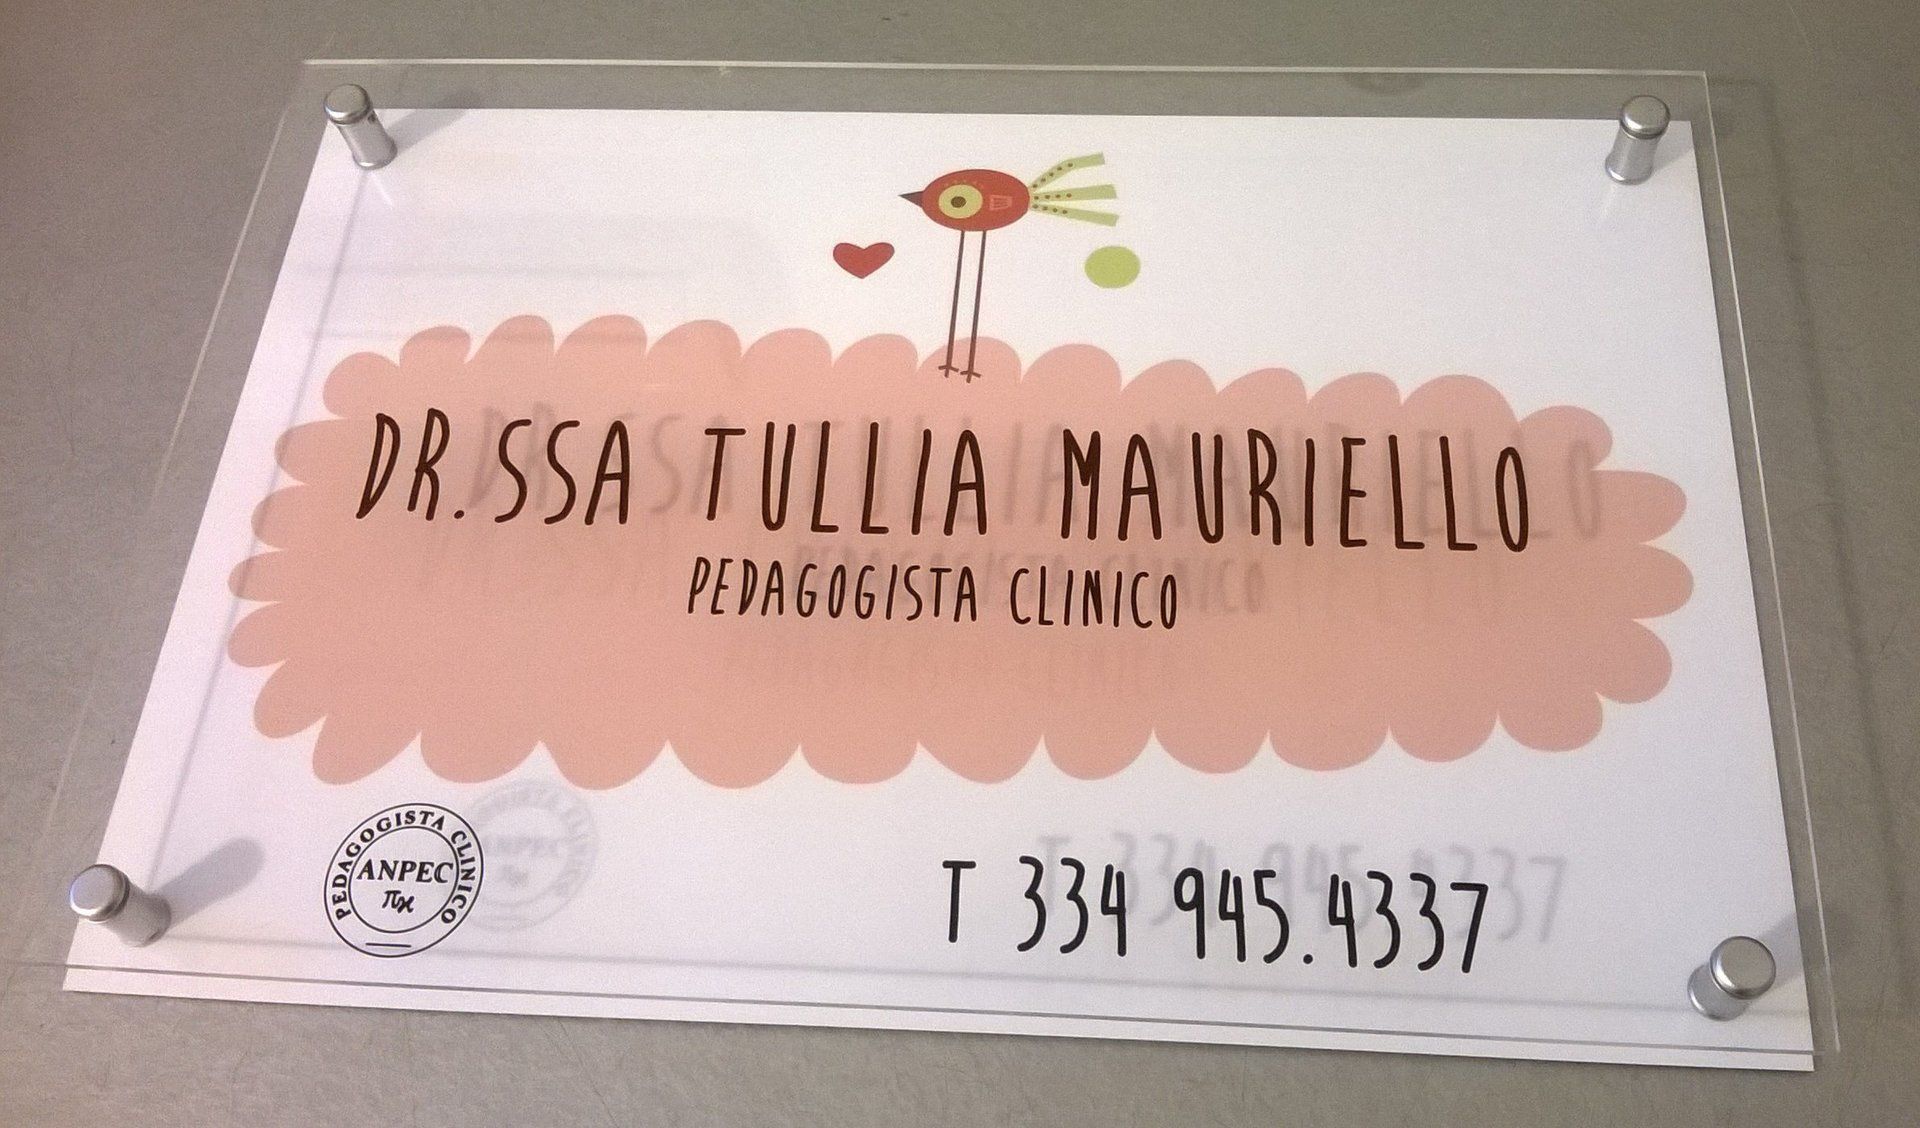 DR.SSA TULLIA MAURIELLO
PEDAGOGISTA CLINICO
PEDAGOGISTA CLINICO
ANPEC
T 334 945.4337